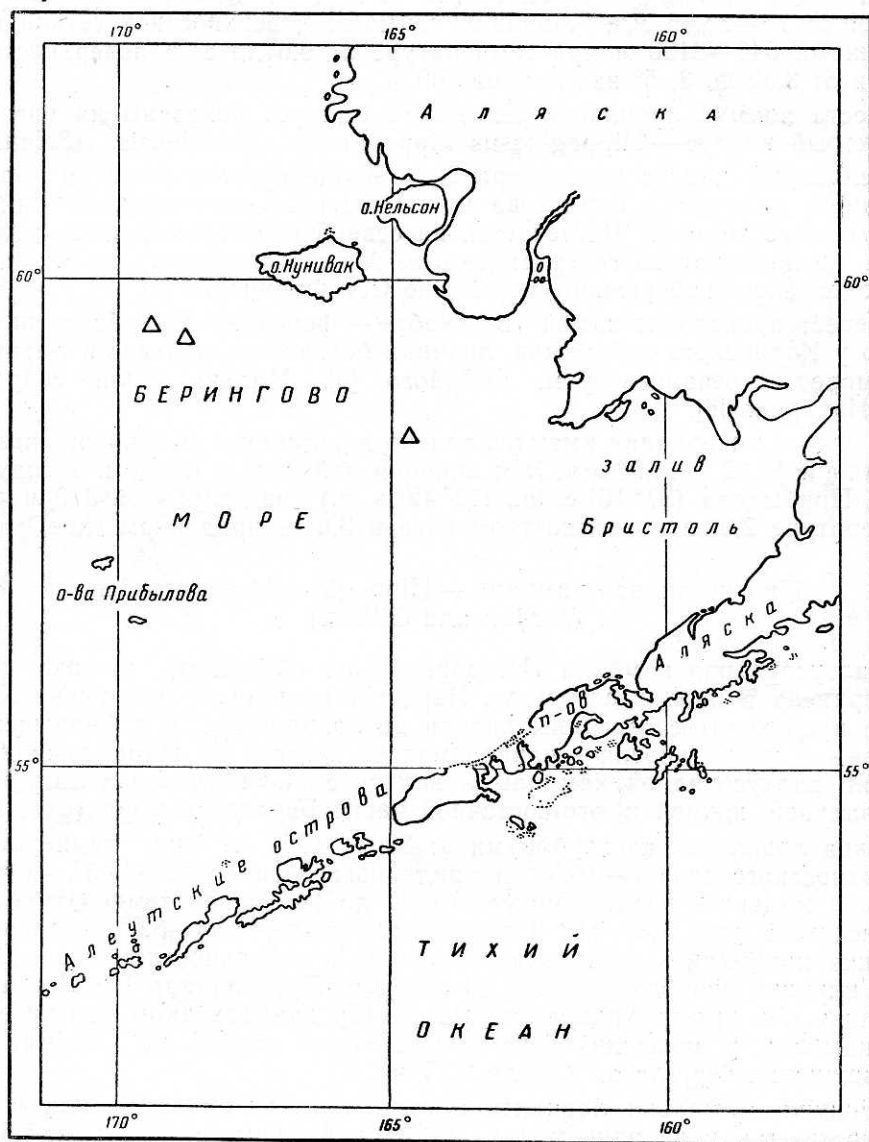 170° 165° 160°
АЛЯСКА
о.Нельсон
о.Нунивак
60° 60°
БЕРИНГОВО
ЗАЛИВ
МОРЕ Бристоль
о-ва Прибылова
п-ов Аляска
55° 55°
Алеутские острова
ТИХИЙ
ОКЕАН
170° 165° 160°